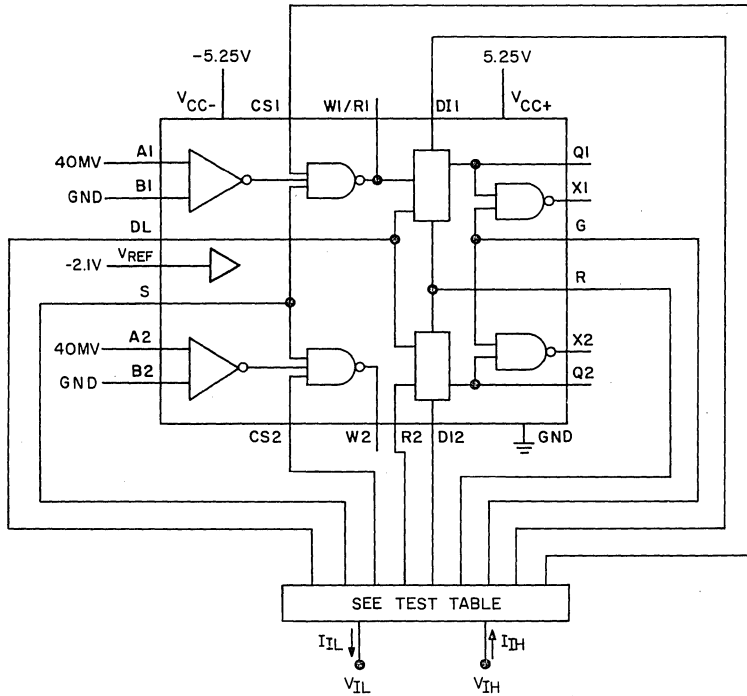 -5.25V 5.25V
VCC- CS1 W1/R1 DI1 VCC+
40MV A1 Q1
GND B1 X1
DL G
-2.1V VREF
S R
40MV A2 X2
GND B2 Q2
CS2 W2 R2 DI2 GND
SEE TEST TABLE
IIL IIH
VIL VIH